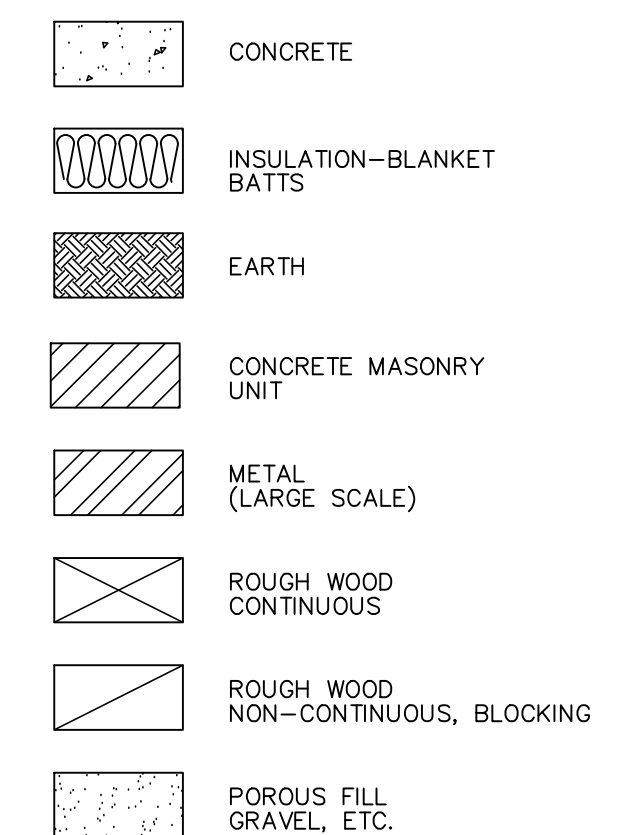 CONCRETE
INSULATION–BLANKET
BATTS
EARTH
CONCRETE MASONRY
UNIT
METAL
(LARGE SCALE)
ROUGH WOOD
CONTINUOUS
ROUGH WOOD
NON–CONTINUOUS, BLOCKING
POROUS FILL
GRAVEL, ETC.